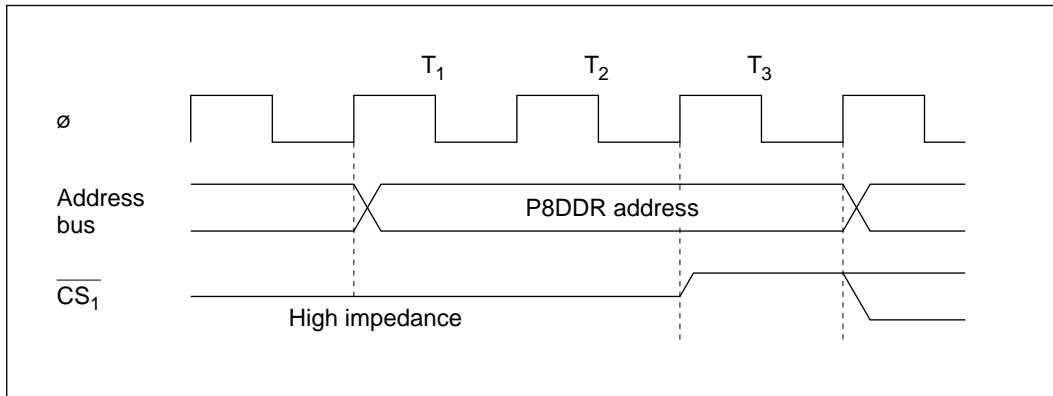 T1 T2 T3
ø
Address bus
P8DDR address
CS1
High impedance